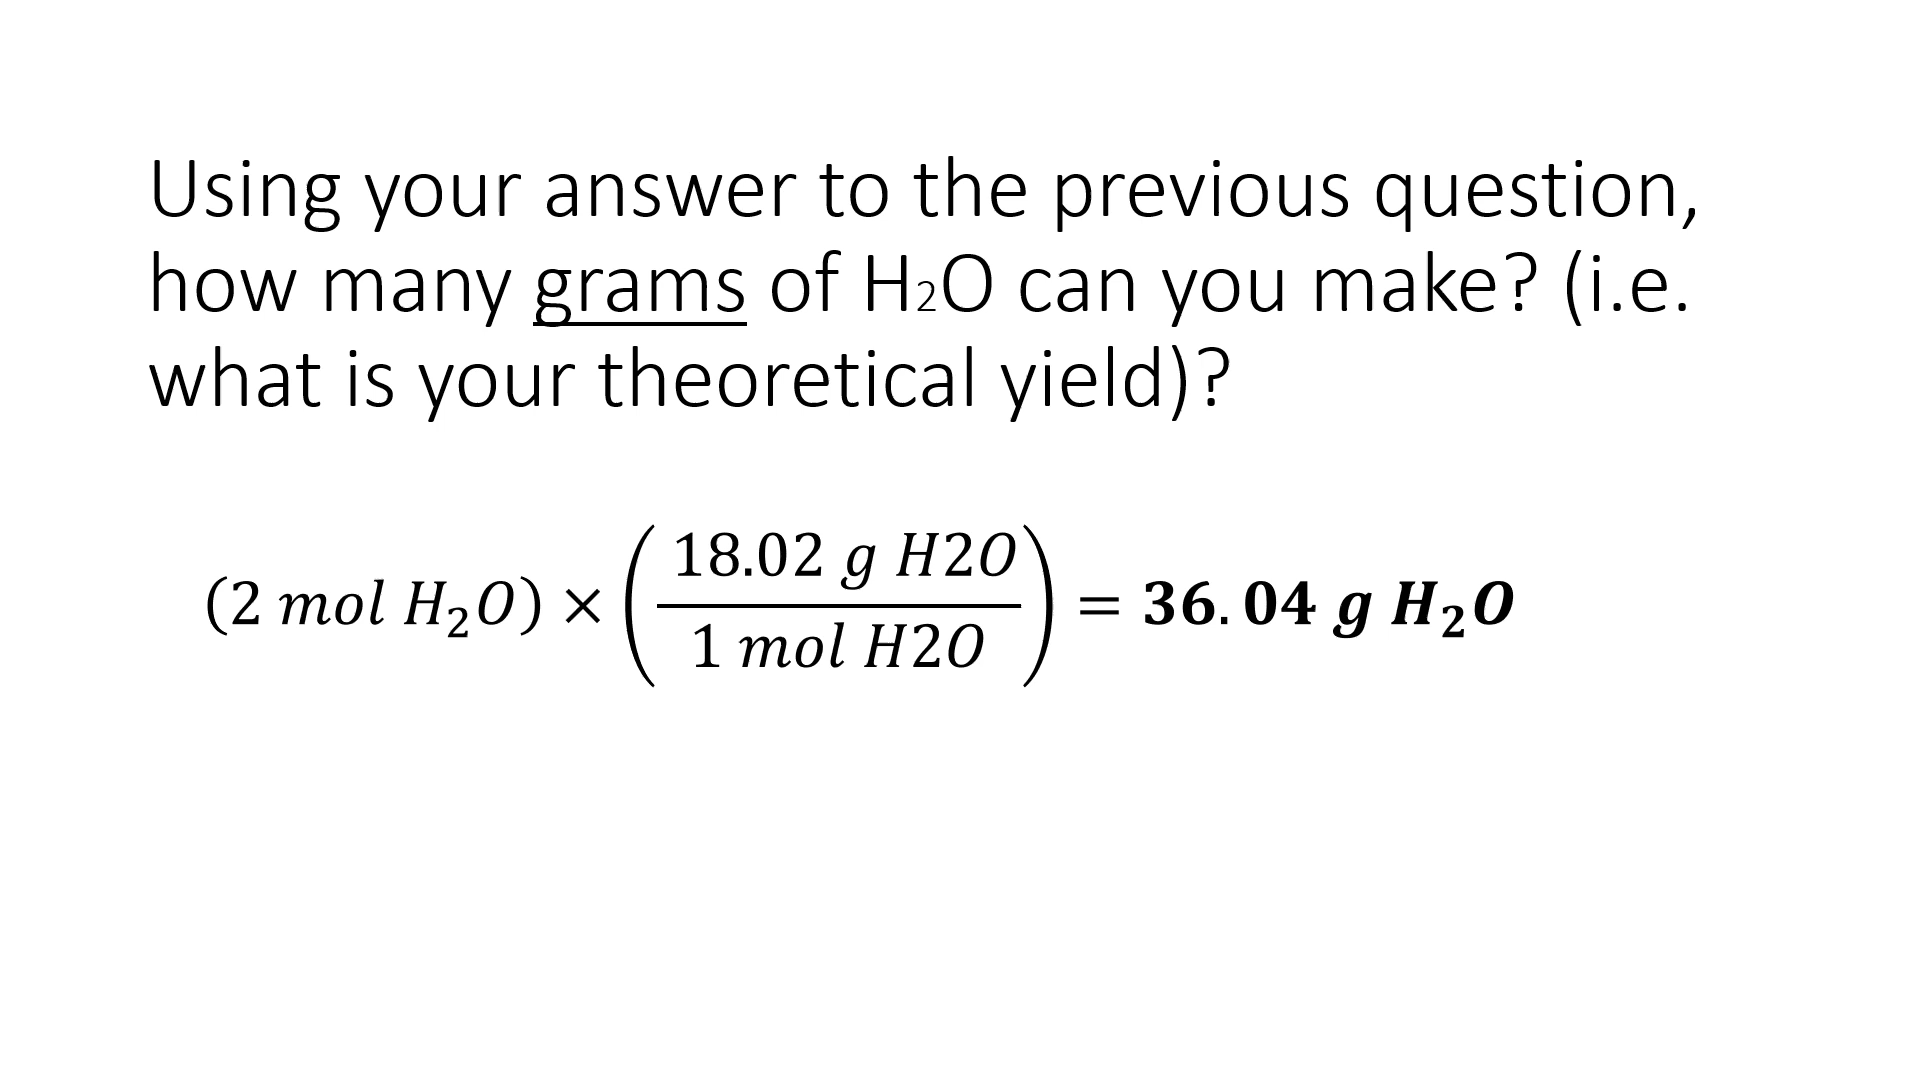 Using your answer to the previous question,
how many grams of H₂O can you make? (i.e.
what is your theoretical yield)?
(2 mol H₂O) × (18.02 g H2O / 1 mol H2O) = 36.04 g H₂O